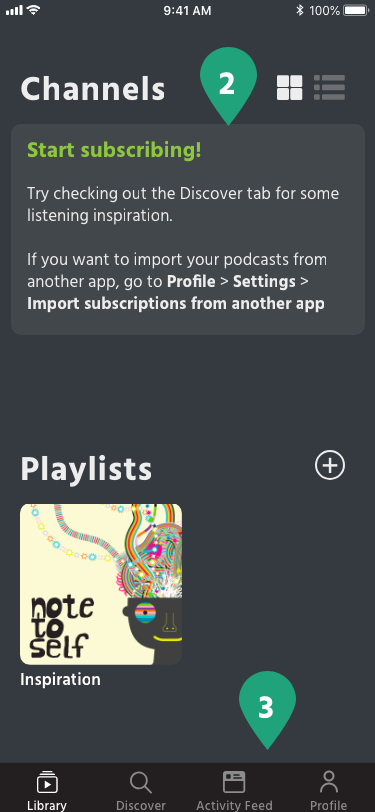 9:41 AM 100%
2
Channels
Start subscribing!
Try checking out the Discover tab for some
listening inspiration.
If you want to import your podcasts from
another app, go to Profile > Settings >
Import subscriptions from another app
Playlists
note
to
self
Inspiration
3
Library Discover Activity Feed Profile